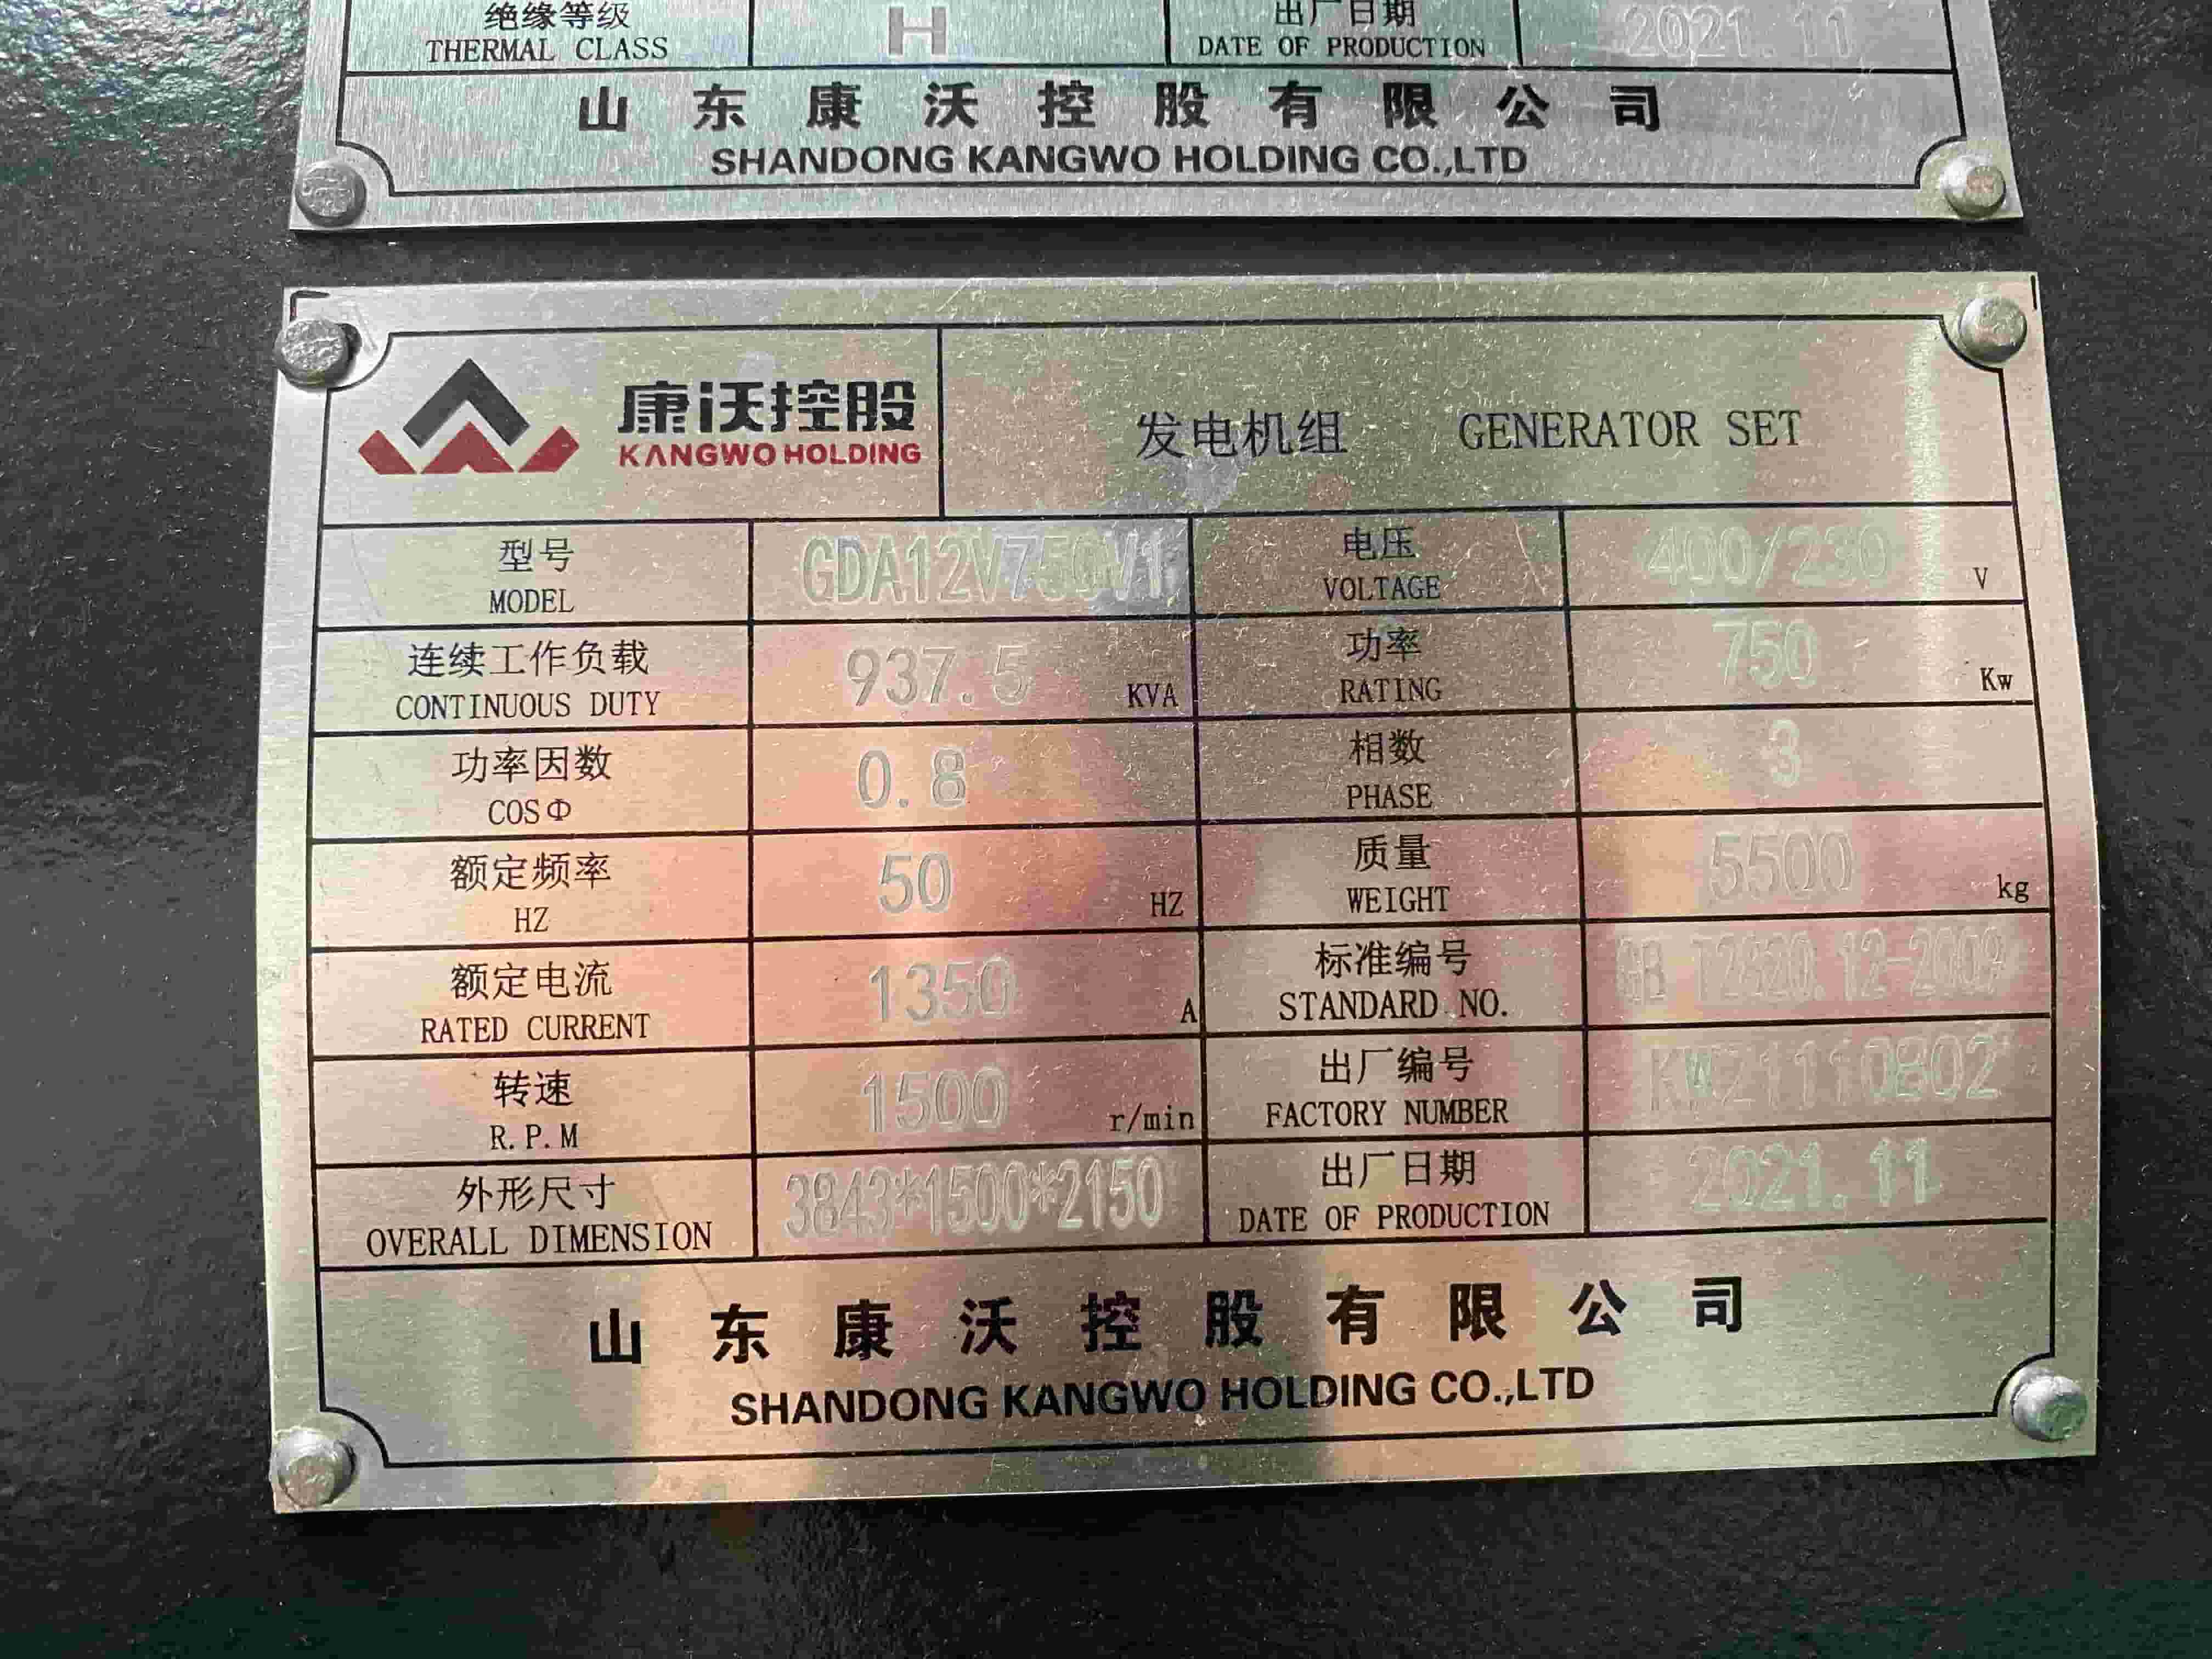 绝缘等级 H 出厂日期 2021.11
THERMAL CLASS DATE OF PRODUCTION
山东康沃控股有限公司
SHANDONG KANGWO HOLDING CO.,LTD
康沃控股
KANGWO HOLDING
发电机组 GENERATOR SET
型号 GDA12V750V1 电压 400/230 V
MODEL VOLTAGE
连续工作负载 937.5 KVA 功率 750 Kw
CONTINUOUS DUTY RATING
功率因数 0.8 相数 3
COSΦ PHASE
额定频率 50 HZ 质量 5500 kg
HZ WEIGHT
额定电流 1350 A 标准编号
RATED CURRENT STANDARD NO.
转速 1500 r/min 出厂编号
R.P.M FACTORY NUMBER
外形尺寸 3843*1500*2150 出厂日期 2021.11
OVERALL DIMENSION DATE OF PRODUCTION
山东康沃控股有限公司
SHANDONG KANGWO HOLDING CO.,LTD